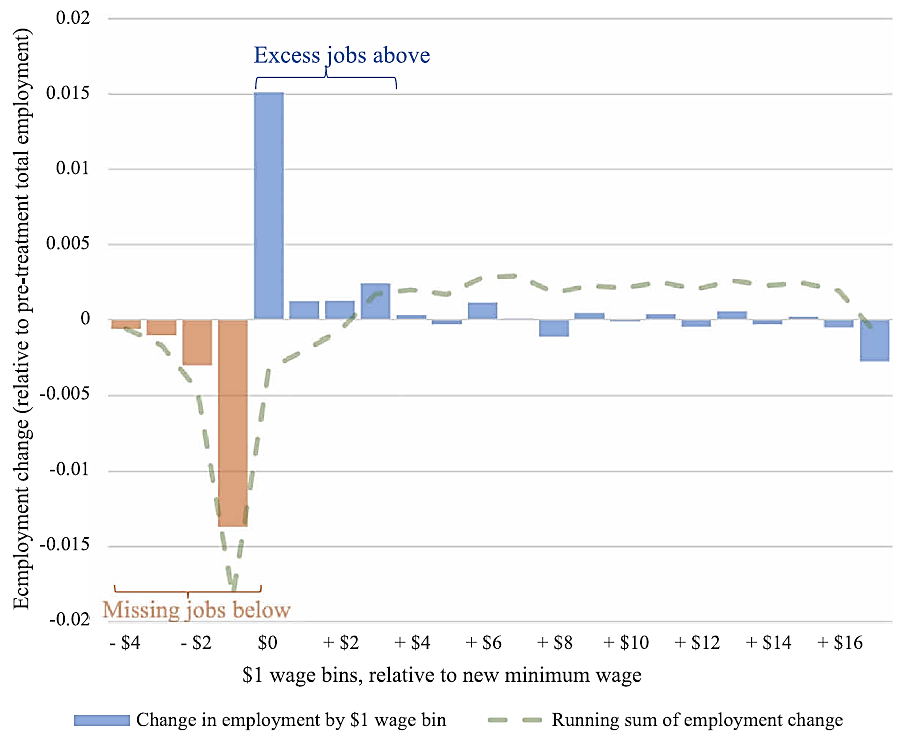 0.02
Excess jobs above
0.015
0.01
0.005
0
-0.005
-0.01
-0.015
-0.02
Ecmployment change (relative to pre-treatment total employment)
Missing jobs below
- $4 - $2 $0 + $2 + $4 + $6 + $8 + $10 + $12 + $14 + $16
$1 wage bins, relative to new minimum wage
Change in employment by $1 wage bin Running sum of employment change